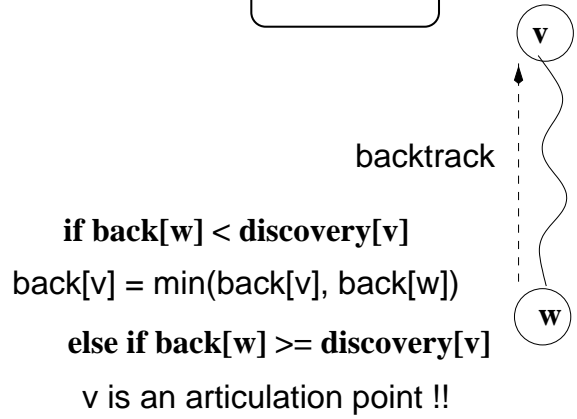 v
backtrack
if back[w] < discovery[v]
back[v] = min(back[v], back[w])
w
else if back[w] >= discovery[v]
v is an articulation point !!